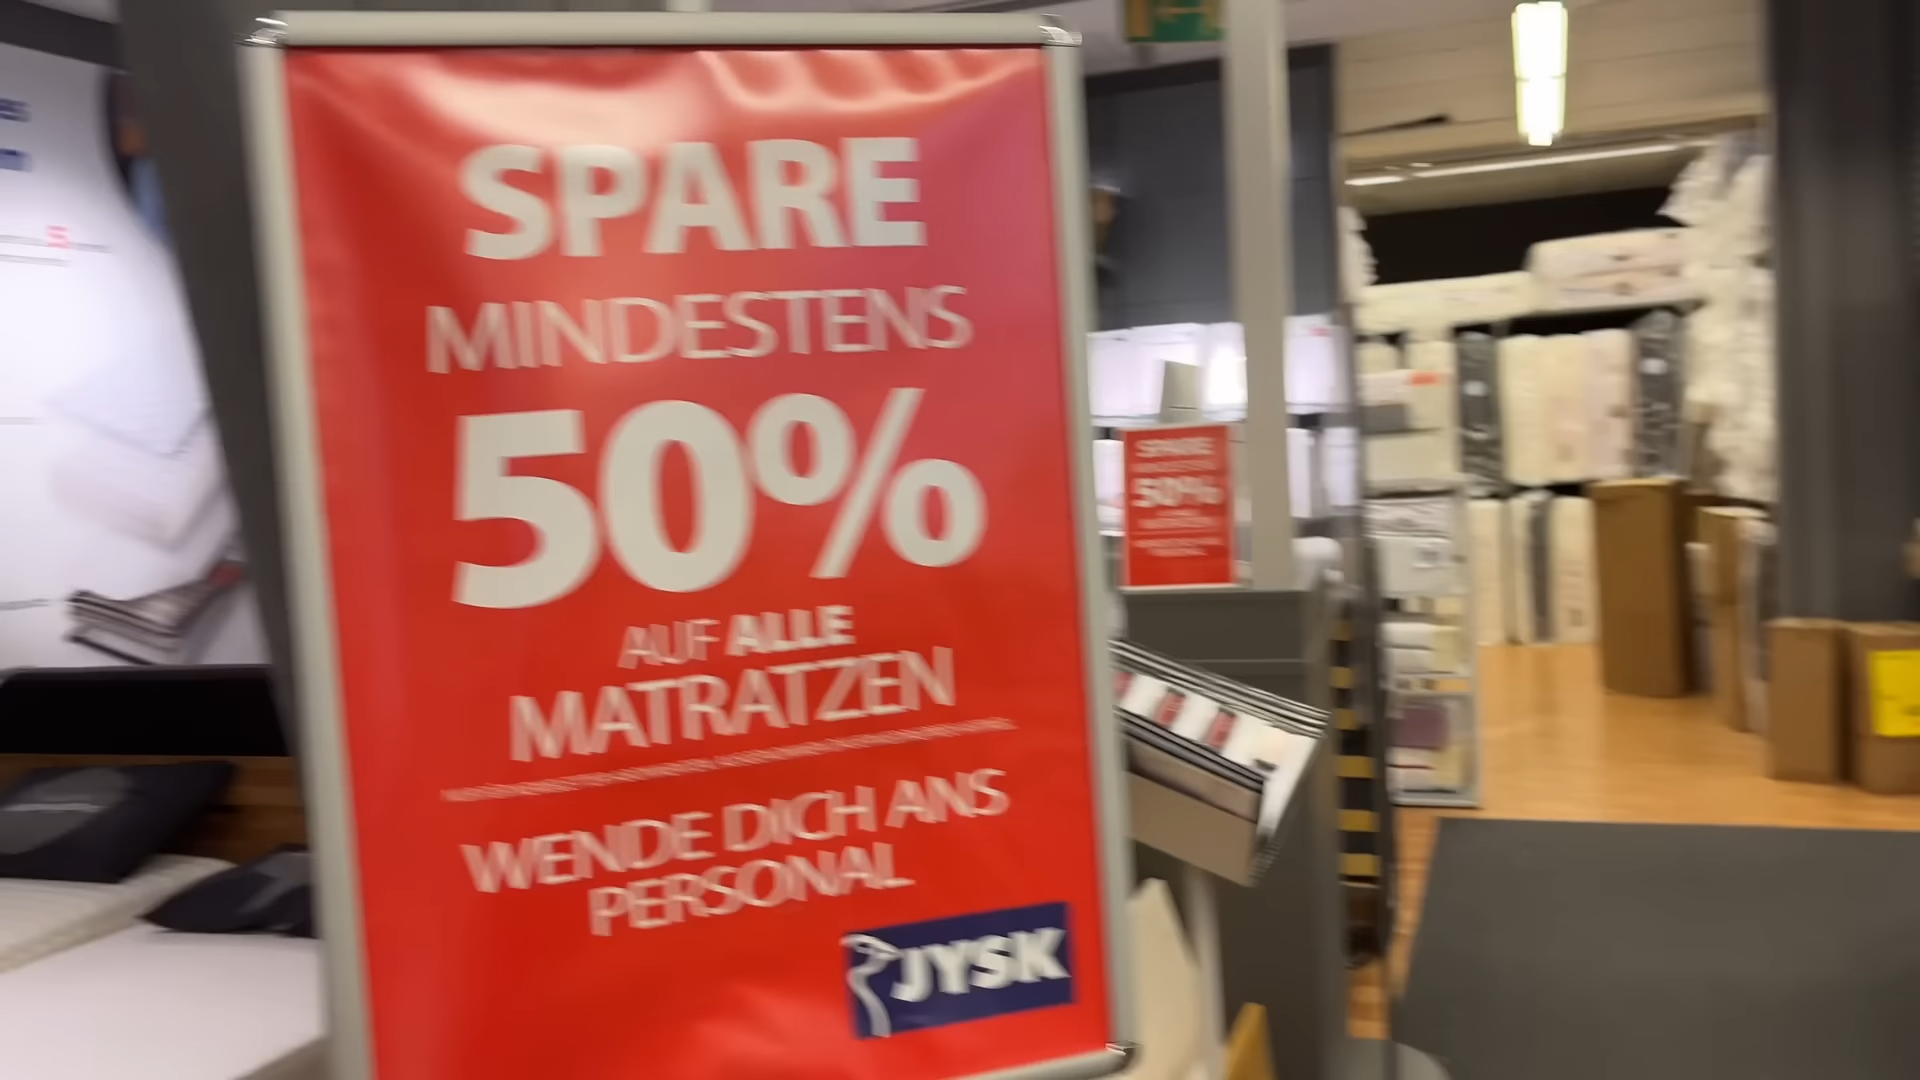 SPARE
MINDESTENS
50%
AUF ALLE
MATRATZEN
WENDE DICH ANS
PERSONAL
JYSK
SPARE
50%